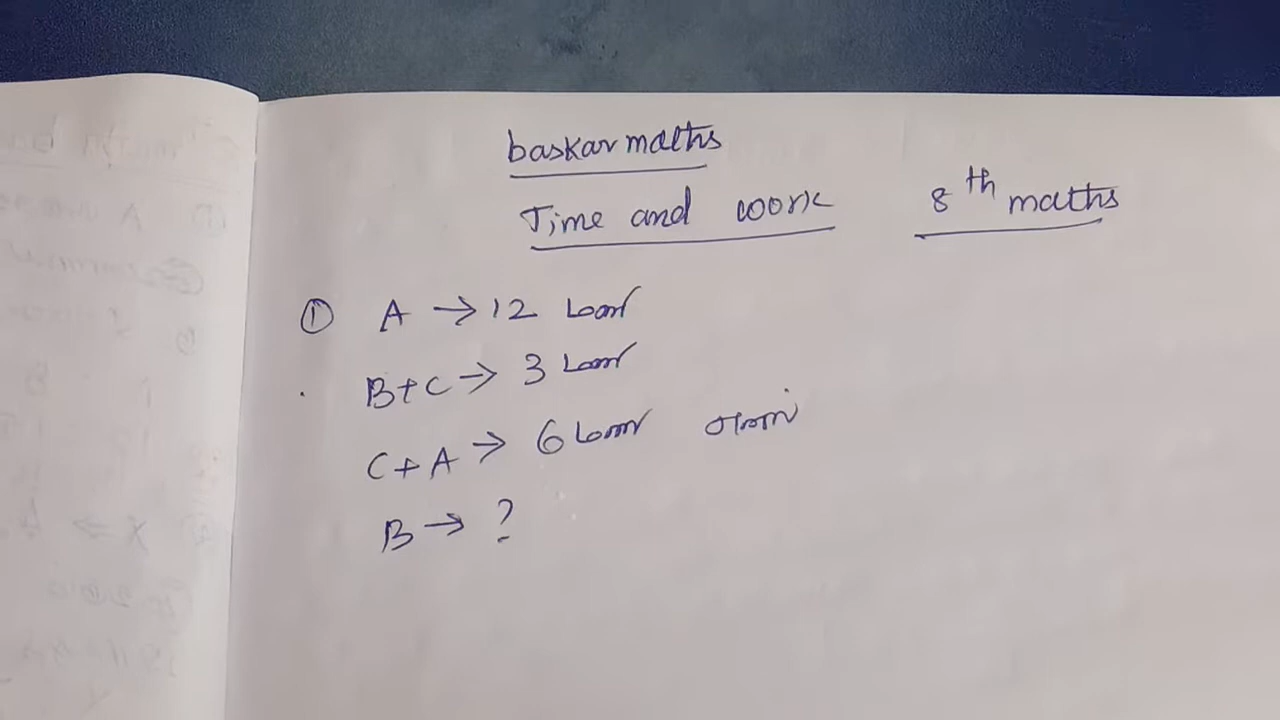 baskar maths
Time and work
8th maths
① A → 12 மணி
B+C → 3 மணி
C+A → 6 மணி
B → ?